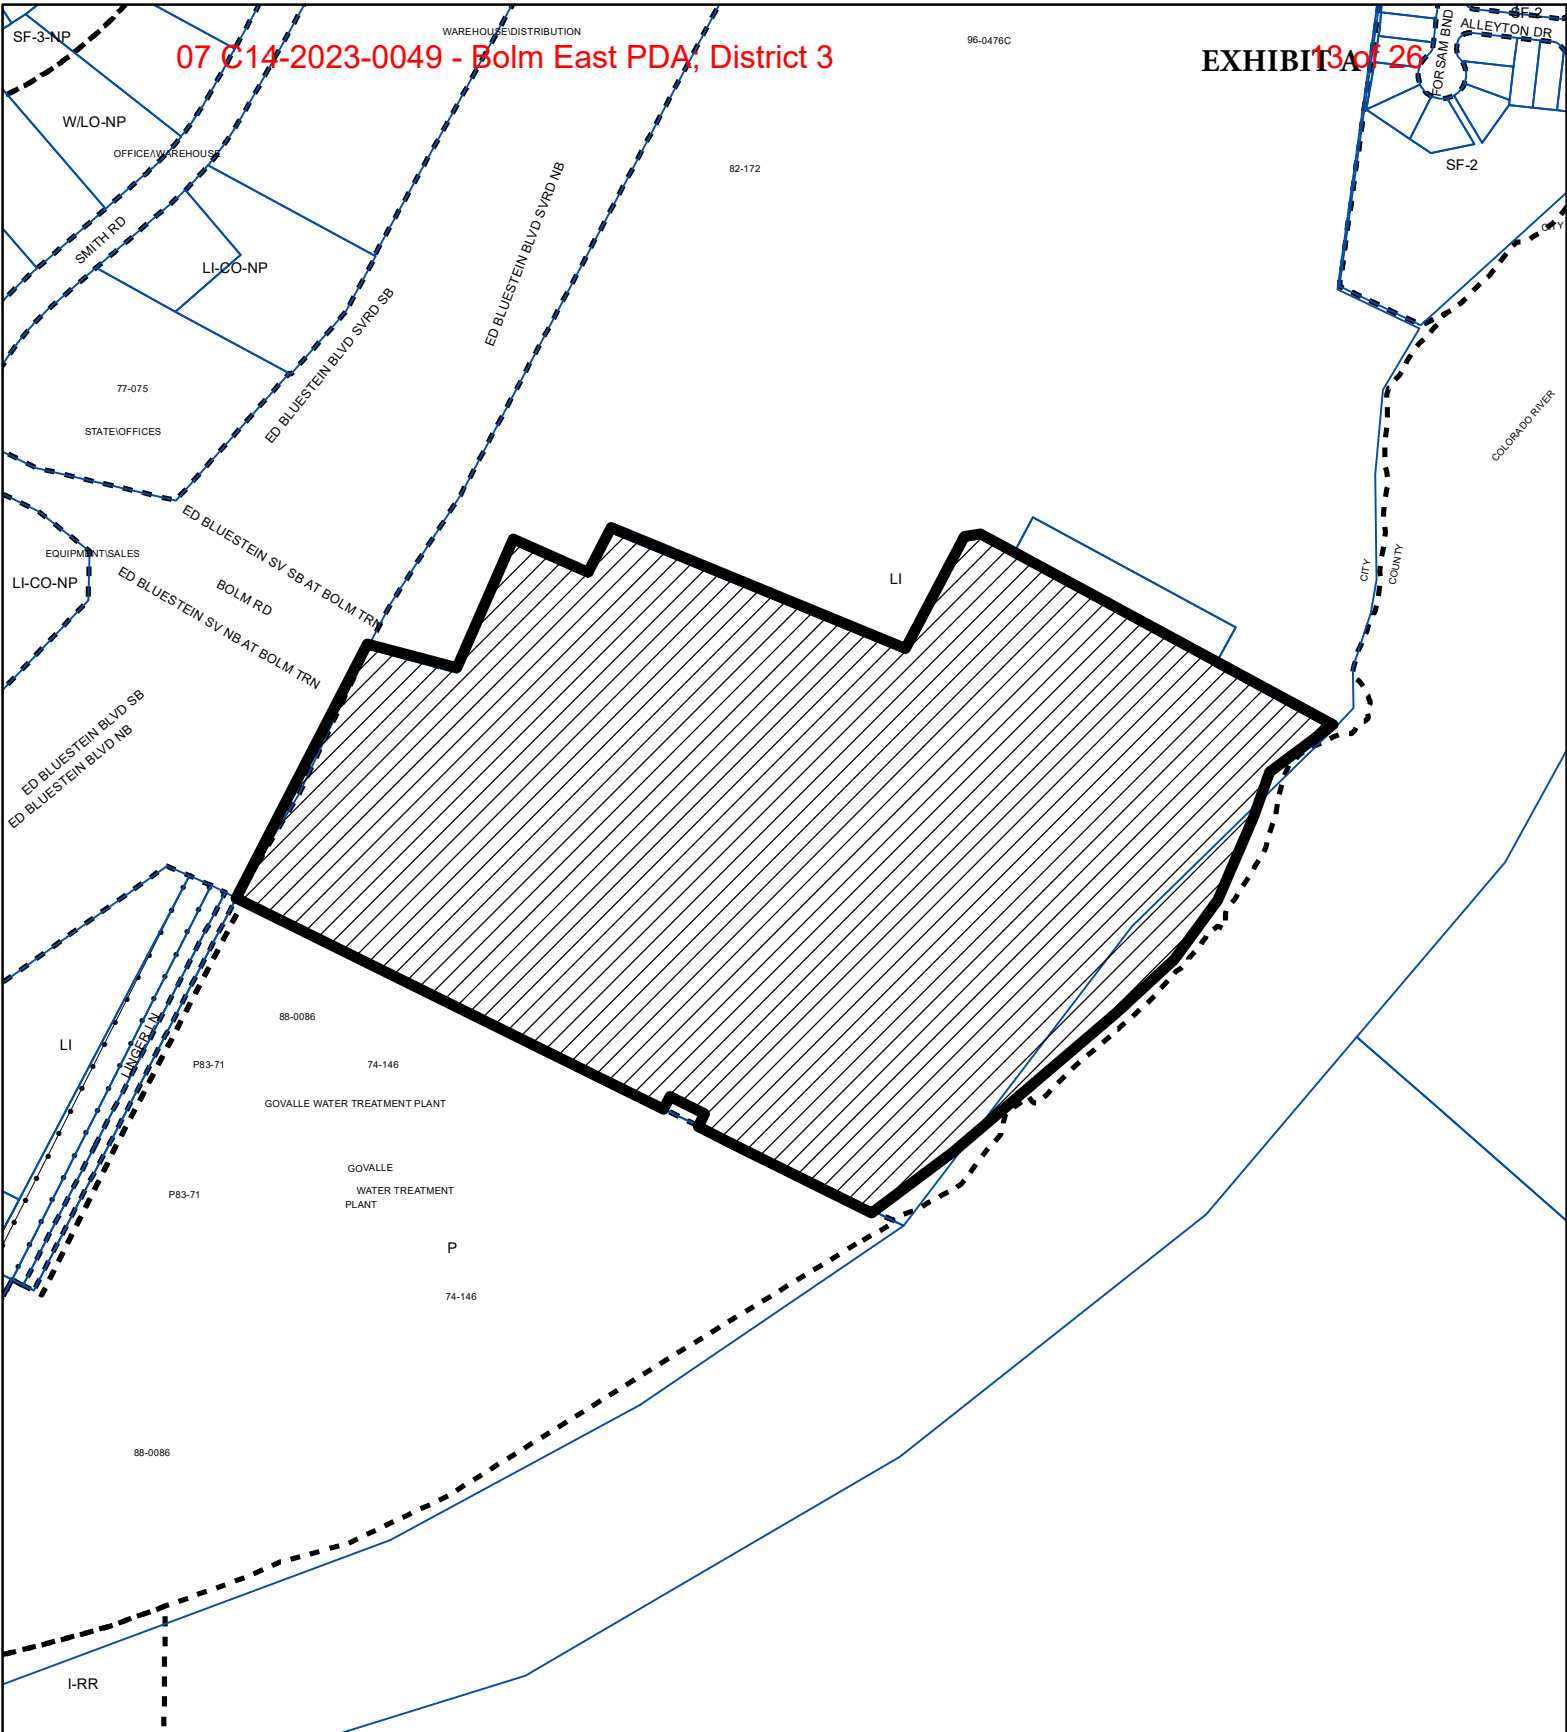 SF-3-NP
WAREHOUSE\DISTRIBUTION
96-0476C
SF-2
ALLEYTON DR
07 C14-2023-0049 - Bolm East PDA; District 3
EXHIBIT A
13 of 26
FOR SAM BND
W/LO-NP
OFFICE/\WAREHOUSE
82-172
SF-2
SMITH RD
CITY
LI-CO-NP
ED BLUESTEIN BLVD SVRD NB
ED BLUESTEIN BLVD SVRD SB
77-075
STATE\OFFICES
COLORADO RIVER
ED BLUESTEIN SV SB AT BOLM TRN
EQUIPMENT\SALES
LI-CO-NP
BOLM RD
ED BLUESTEIN SV NB AT BOLM TRN
LI
CITY
COUNTY
ED BLUESTEIN BLVD SB
ED BLUESTEIN BLVD NB
88-0086
LI
LINGER LN
P83-71
74-146
GOVALLE WATER TREATMENT PLANT
GOVALLE
WATER TREATMENT
PLANT
P83-71
P
74-146
88-0086
I-RR